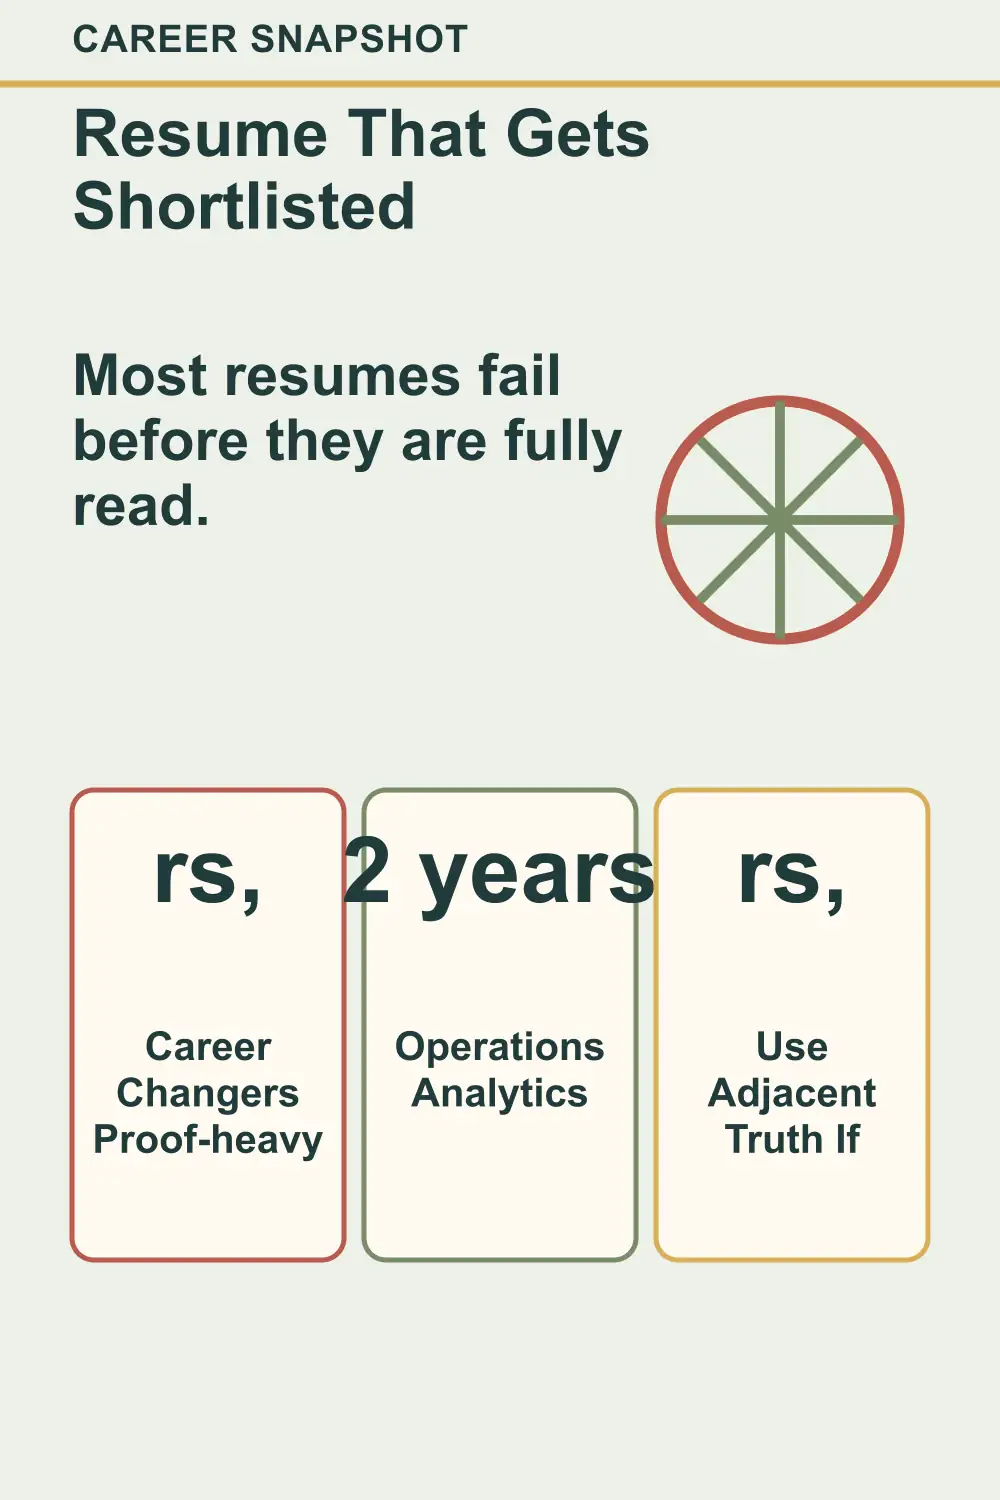 CAREER SNAPSHOT
Resume That Gets
Shortlisted
Most resumes fail
before they are fully
read.
rs,
Career
Changers
Proof-heavy
2 years
Operations
Analytics
rs,
Use
Adjacent
Truth If